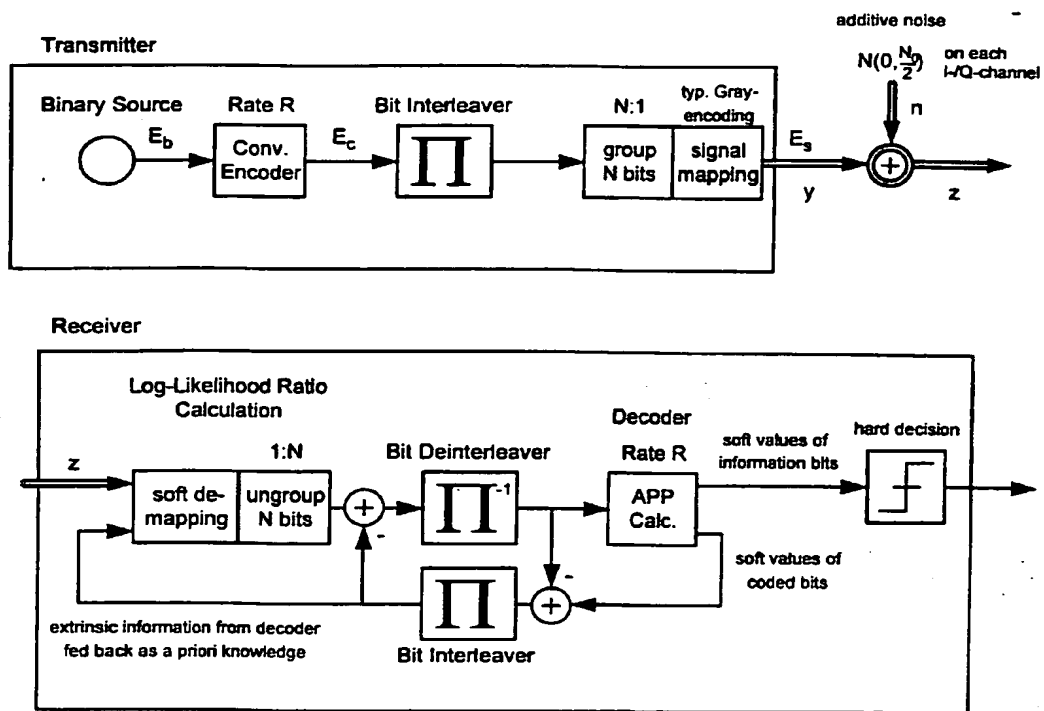 additive noise
Transmitter
N(0, N₀/2) on each
I-/Q-channel
n
Binary Source
Rate R
Bit Interleaver
N:1
typ. Gray-
encoding
E_b
Conv.
Encoder
E_c
∏
group
N bits
signal
mapping
E_s
y
+
z
Receiver
Log-Likelihood Ratio
Calculation
1:N
Bit Deinterleaver
Decoder
Rate R
soft values of
information bits
hard decision
z
soft de-
mapping
ungroup
N bits
+
-
∏⁻¹
APP
Calc.
-
soft values of
coded bits
∏
+
extrinsic information from decoder
fed back as a priori knowledge
Bit Interleaver